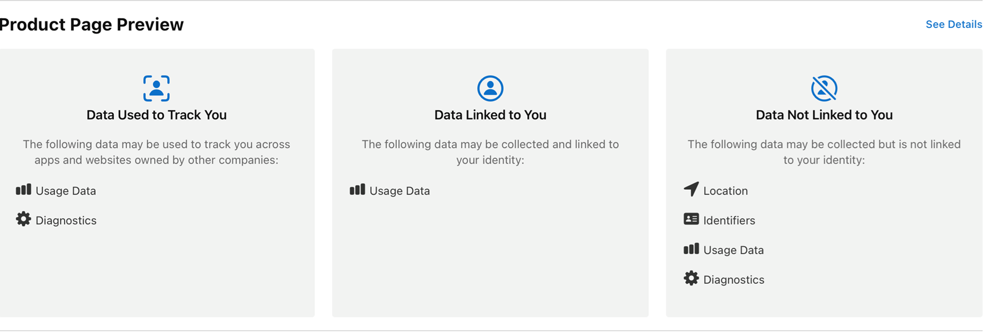 Product Page Preview
See Details
Data Used to Track You
The following data may be used to track you across
apps and websites owned by other companies:
Usage Data
Diagnostics
Data Linked to You
The following data may be collected and linked to
your identity:
Usage Data
Data Not Linked to You
The following data may be collected but is not linked
to your identity:
Location
Identifiers
Usage Data
Diagnostics